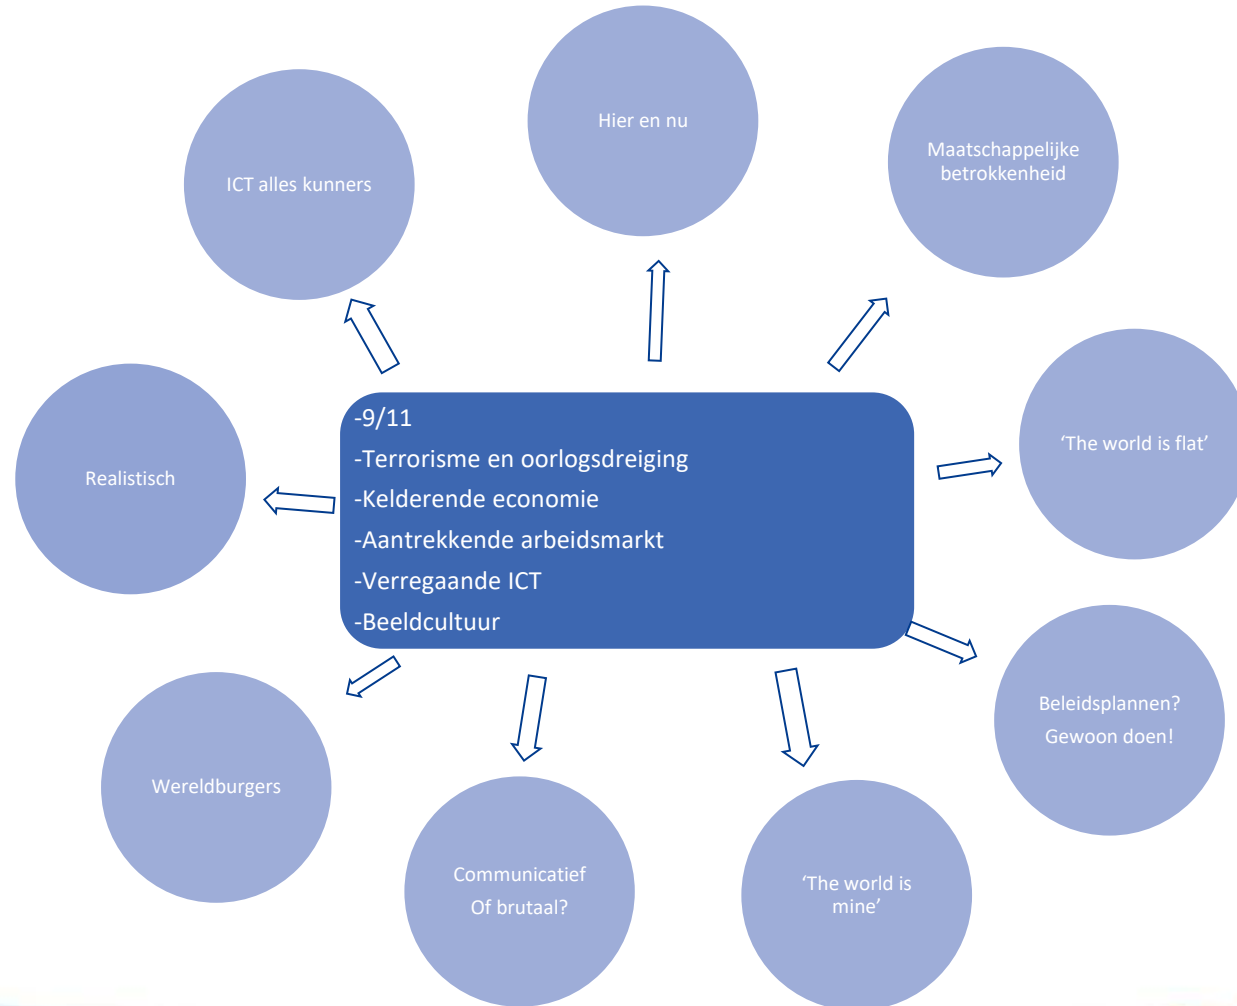 Hier en nu
Maatschappelijke
betrokkenheid
ICT alles kunners
‘The world is flat’
Realistisch
-9/11
-Terrorisme en oorlogsdreiging
-Kelderende economie
-Aantrekkende arbeidsmarkt
-Verregaande ICT
-Beeldcultuur
Beleidsplannen?
Gewoon doen!
Wereldburgers
Communicatief
Of brutaal?
‘The world is
mine’